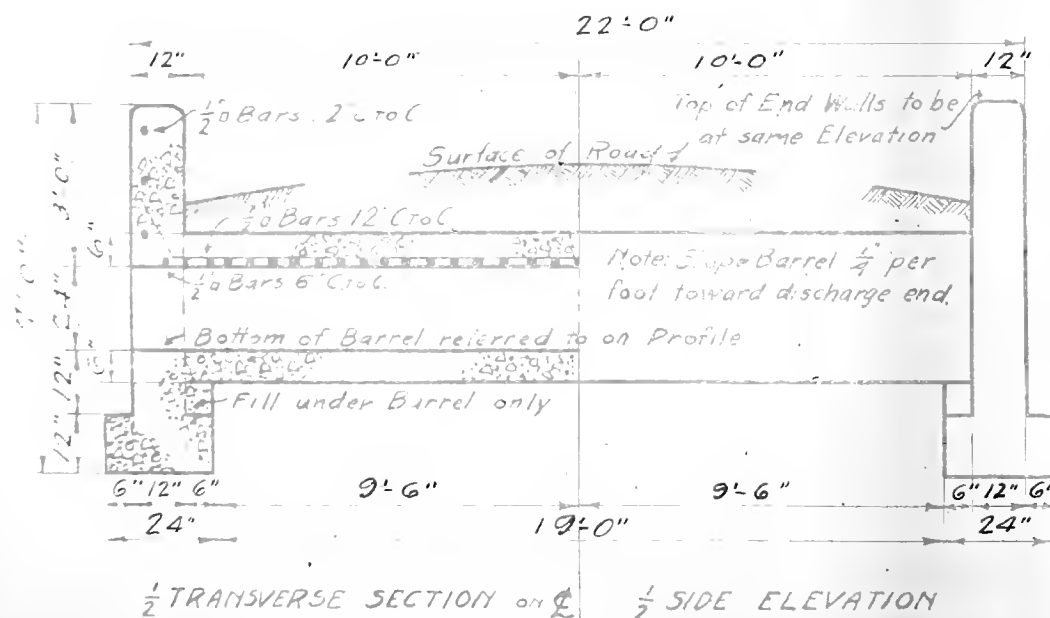 22'-0"
12" 10'-0" 10'-0" 12"
½"□ Bars 2' C to C
Top of End Walls to be
at same Elevation
Surface of Road
3'-0"
½"□ Bars 12" C to C
6"
½"□ Bars 6" C to C
Note: Slope Barrel ¼" per
foot toward discharge end.
24"
Bottom of Barrel referred to on Profile
6"
12"
Fill under Barrel only
12"
6" 12" 6" 9'-6" 9'-6" 6" 12" 6"
24" 19'-0" 24"
½ TRANSVERSE SECTION on ℄ ½ SIDE ELEVATION